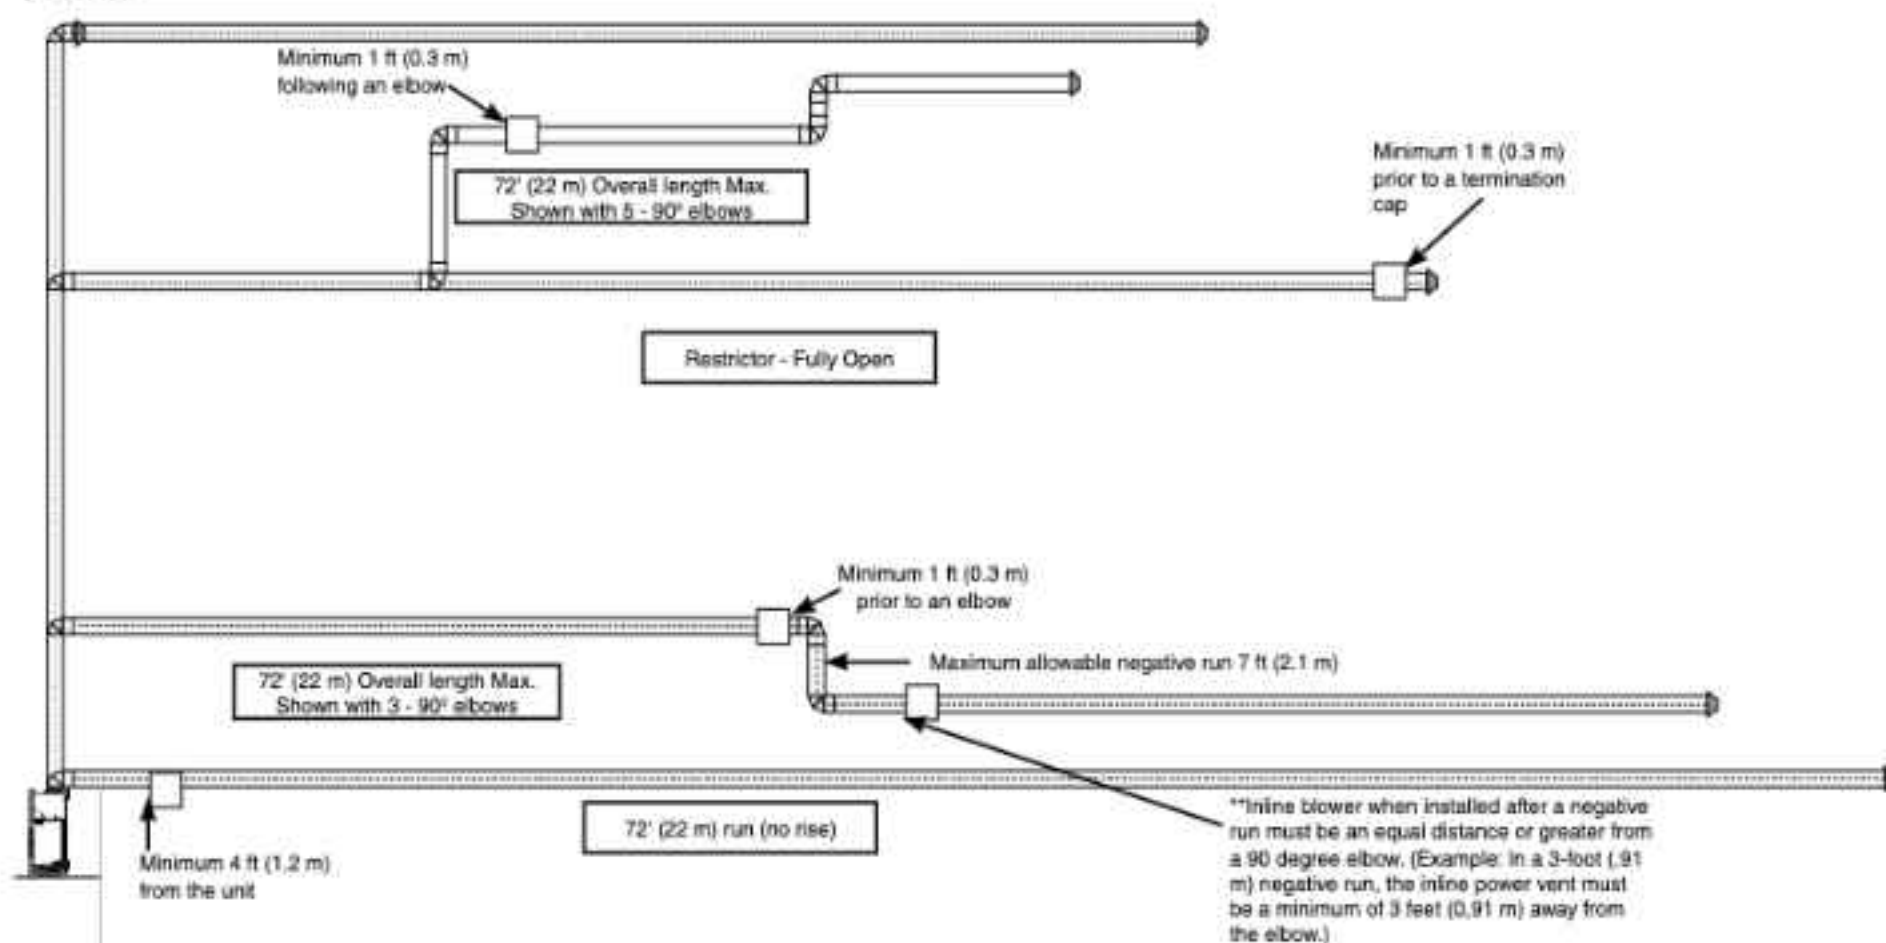 Minimum 1 ft (0.3 m)
following an elbow
72' (22 m) Overall length Max.
Shown with 5 - 90° elbows
Minimum 1 ft (0.3 m)
prior to a termination
cap
Restrictor - Fully Open
Minimum 1 ft (0.3 m)
prior to an elbow
Maximum allowable negative run 7 ft (2.1 m)
72' (22 m) Overall length Max.
Shown with 3 - 90° elbows
72' (22 m) run (no rise)
Minimum 4 ft (1.2 m)
from the unit
**Inline blower when installed after a negative
run must be an equal distance or greater from
a 90 degree elbow. (Example: In a 3-foot (.91
m) negative run, the inline power vent must
be a minimum of 3 feet (0.91 m) away from
the elbow.)